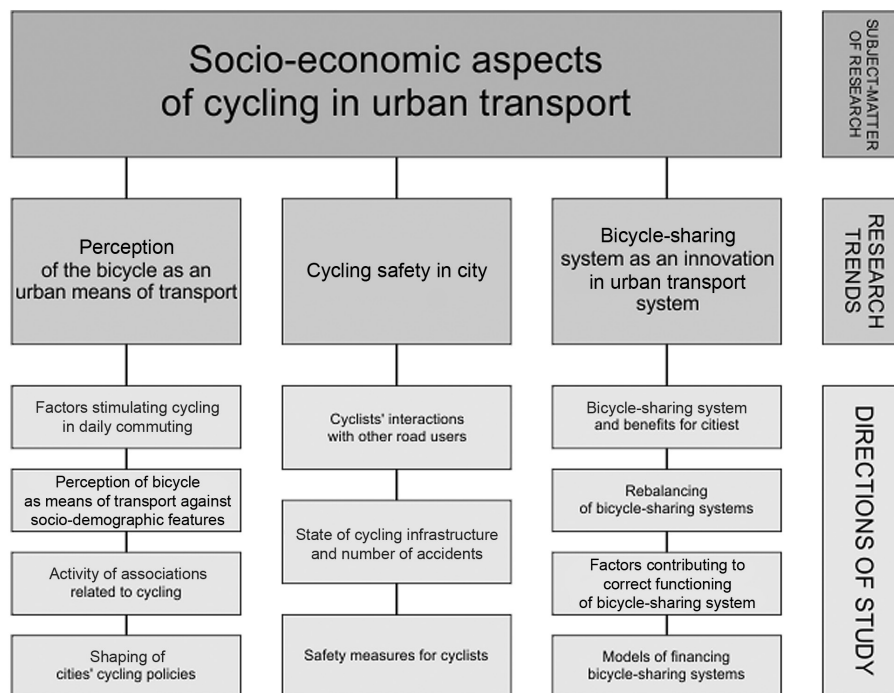 Socio-economic aspects
of cycling in urban transport
SUBJECT-MATTER
OF RESEARCH
Perception
of the bicycle as an
urban means of transport
Cycling safety in city
Bicycle-sharing
system as an innovation
in urban transport
system
RESEARCH
TRENDS
Factors stimulating cycling
in daily commuting
Perception of bicycle
as means of transport against
socio-demographic features
Activity of associations
related to cycling
Shaping of
cities' cycling policies
Cyclists' interactions
with other road users
State of cycling infrastructure
and number of accidents
Safety measures for cyclists
Bicycle-sharing system
and benefits for citiest
Rebalancing
of bicycle-sharing systems
Factors contributing to
correct functioning
of bicycle-sharing system
Models of financing
bicycle-sharing systems
DIRECTIONS OF STUDY